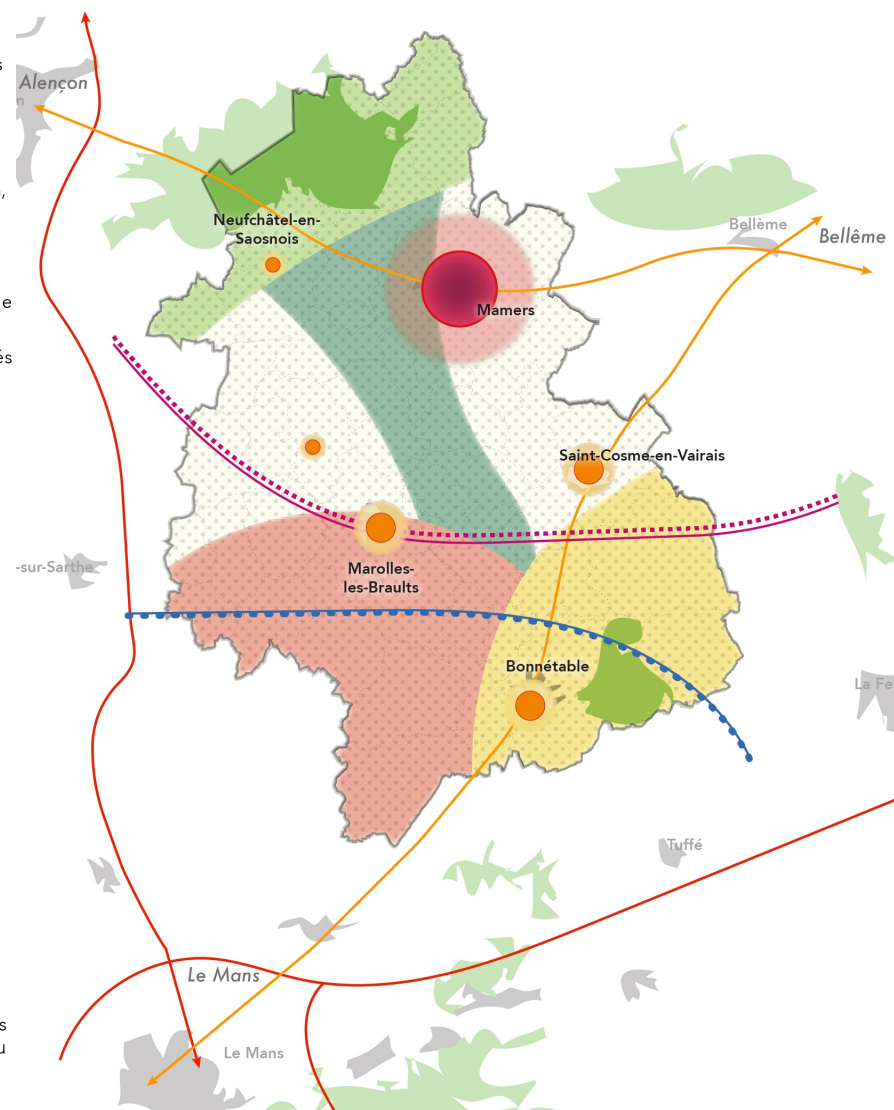 Alençon
Neufchâtel-en-
Saosnois
Bellème
Bellême
Mamers
Saint-Cosme-en-Vairais
-sur-Sarthe
Marolles-
les-Braults
Bonnétable
La Fe
Tuffé
Le Mans
Le Mans